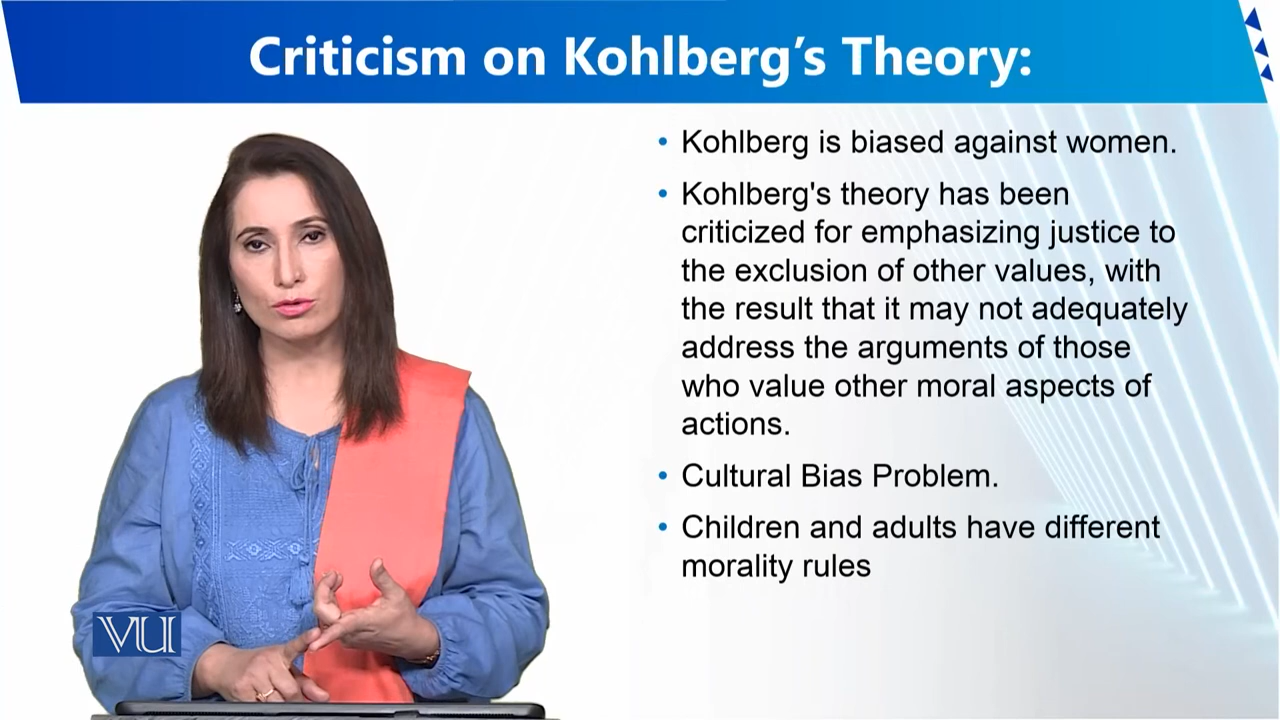 Criticism on Kohlberg's Theory:
• Kohlberg is biased against women.
• Kohlberg's theory has been
criticized for emphasizing justice to
the exclusion of other values, with
the result that it may not adequately
address the arguments of those
who value other moral aspects of
actions.
• Cultural Bias Problem.
• Children and adults have different
morality rules
VU